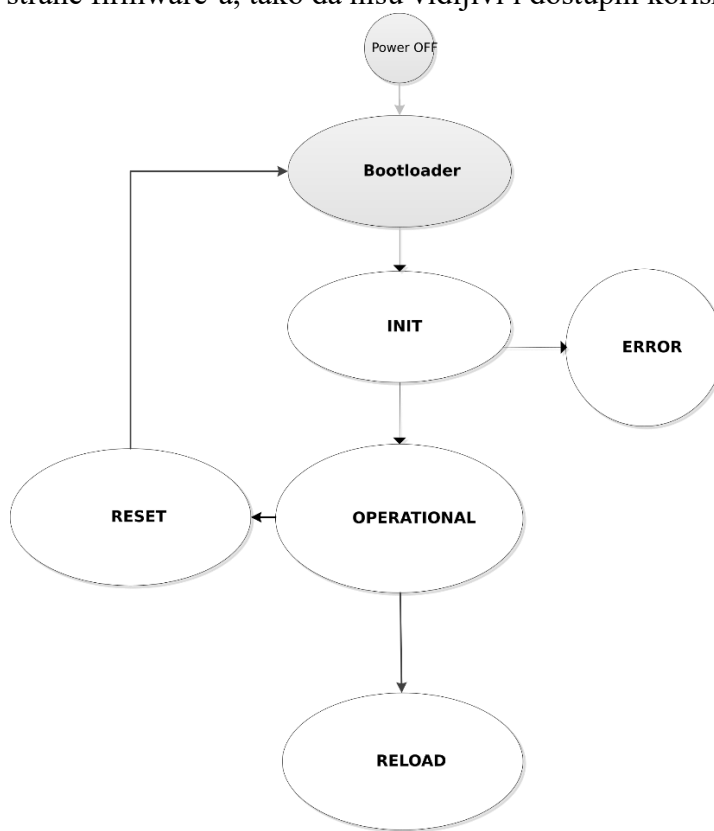 strane firmware-a, tako da nisu vidljivi i dostupni
Power OFF
Bootloader
INIT
ERROR
RESET
OPERATIONAL
RELOAD